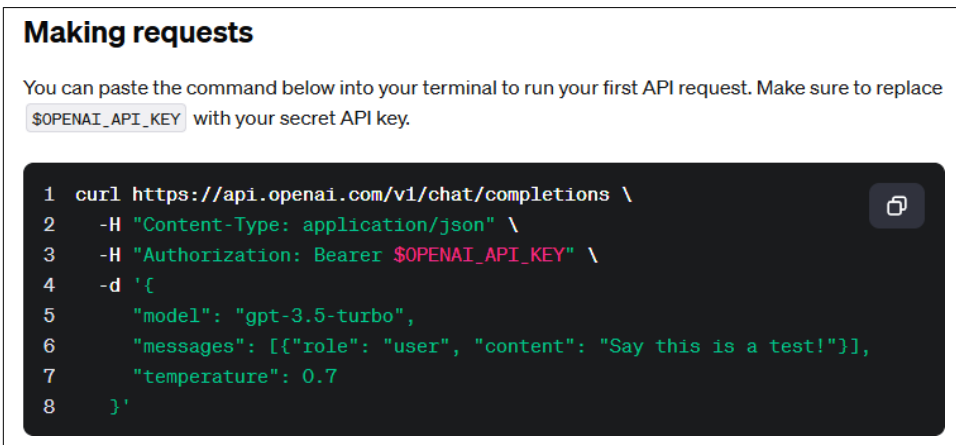 Making requests
You can paste the command below into your terminal to run your first API request. Make sure to replace
$OPENAI_API_KEY with your secret API key.
1 curl https://api.openai.com/v1/chat/completions \
2   -H "Content-Type: application/json" \
3   -H "Authorization: Bearer $OPENAI_API_KEY" \
4   -d '{
5      "model": "gpt-3.5-turbo",
6      "messages": [{"role": "user", "content": "Say this is a test!"}],
7      "temperature": 0.7
8    }'